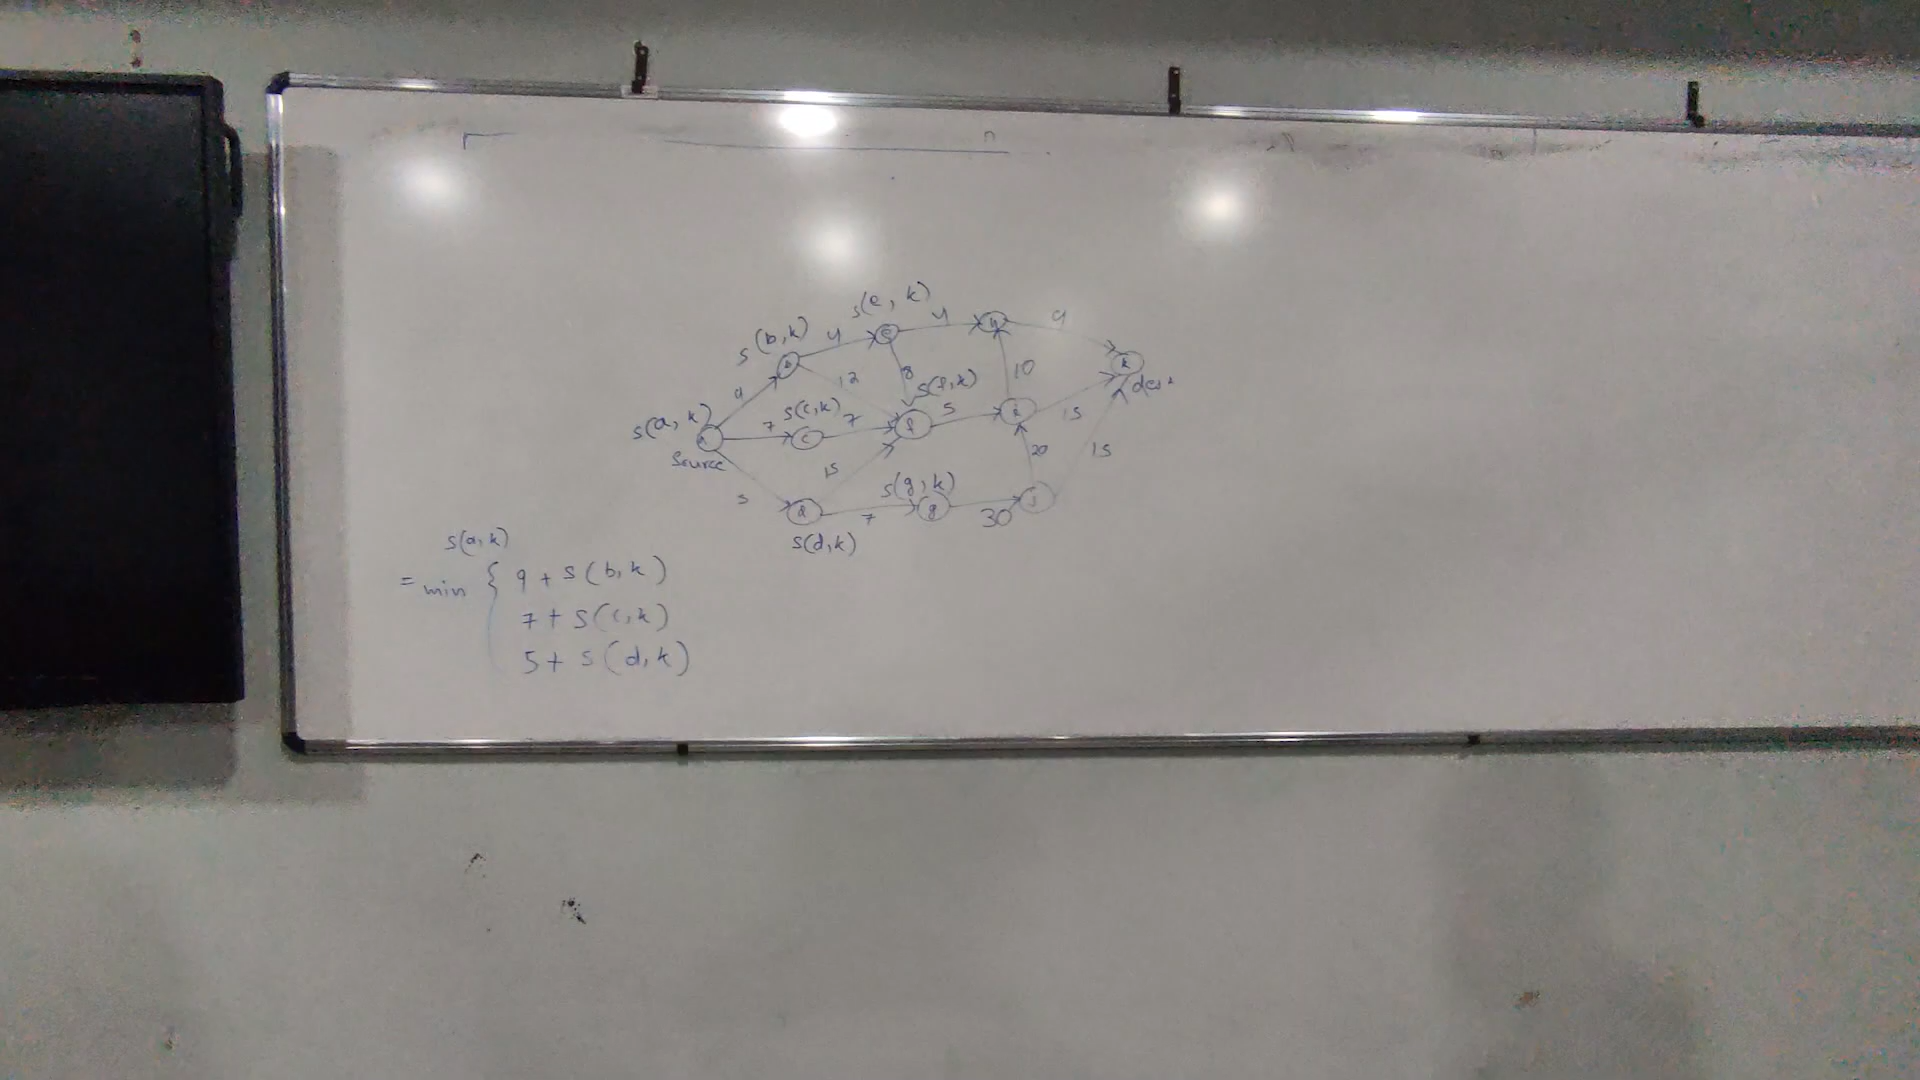 s(e, k)
s(b,k) 4 e 4 h 9
12 8 k
9 s(f,k) 10 dest
s(a, k) 7 s(c,k) 7 f 5 15
Source c 15 20 15
5 s(g,k)
d 7 g 30 j
s(d,k)
s(a,k)
= min { 9 + s(b,k)
7 + s(c,k)
5 + s(d,k)